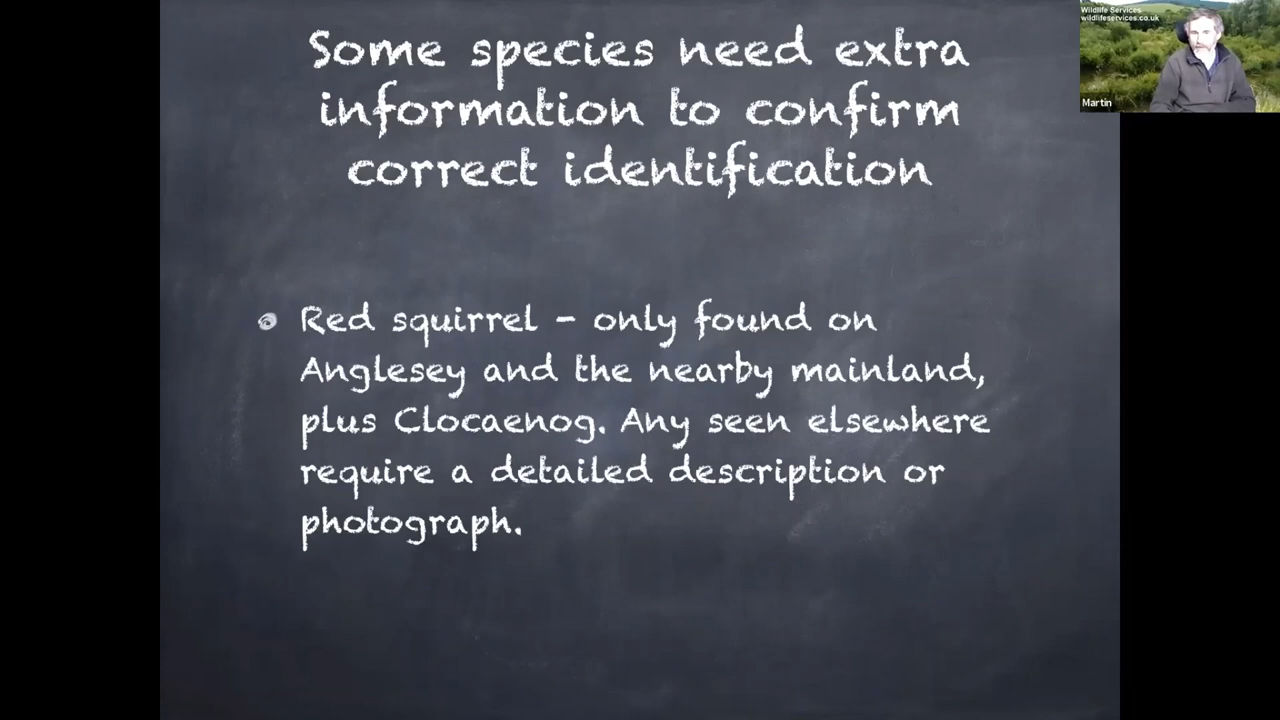 Some species need extra
information to confirm
correct identification
Red squirrel - only found on
Anglesey and the nearby mainland,
plus Clocaenog. Any seen elsewhere
require a detailed description or
photograph.
Wildlife Services
wildlifeservices.co.uk
Martin